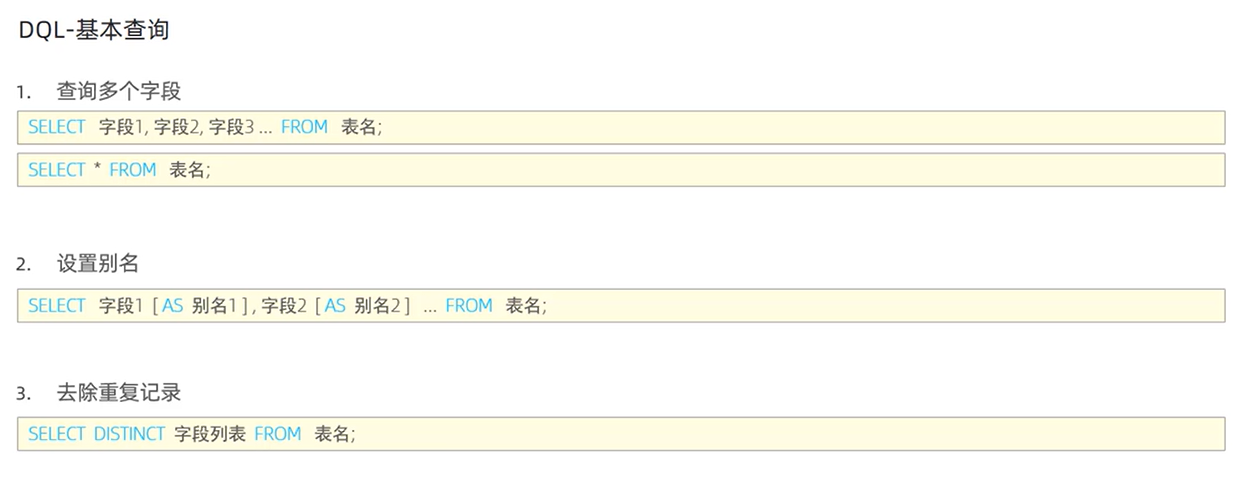 DQL-基本查询
1. 查询多个字段
SELECT 字段1, 字段2, 字段3 ... FROM 表名;
SELECT * FROM 表名;
2. 设置别名
SELECT 字段1 [ AS 别名1 ] , 字段2 [ AS 别名2 ] ... FROM 表名;
3. 去除重复记录
SELECT DISTINCT 字段列表 FROM 表名;